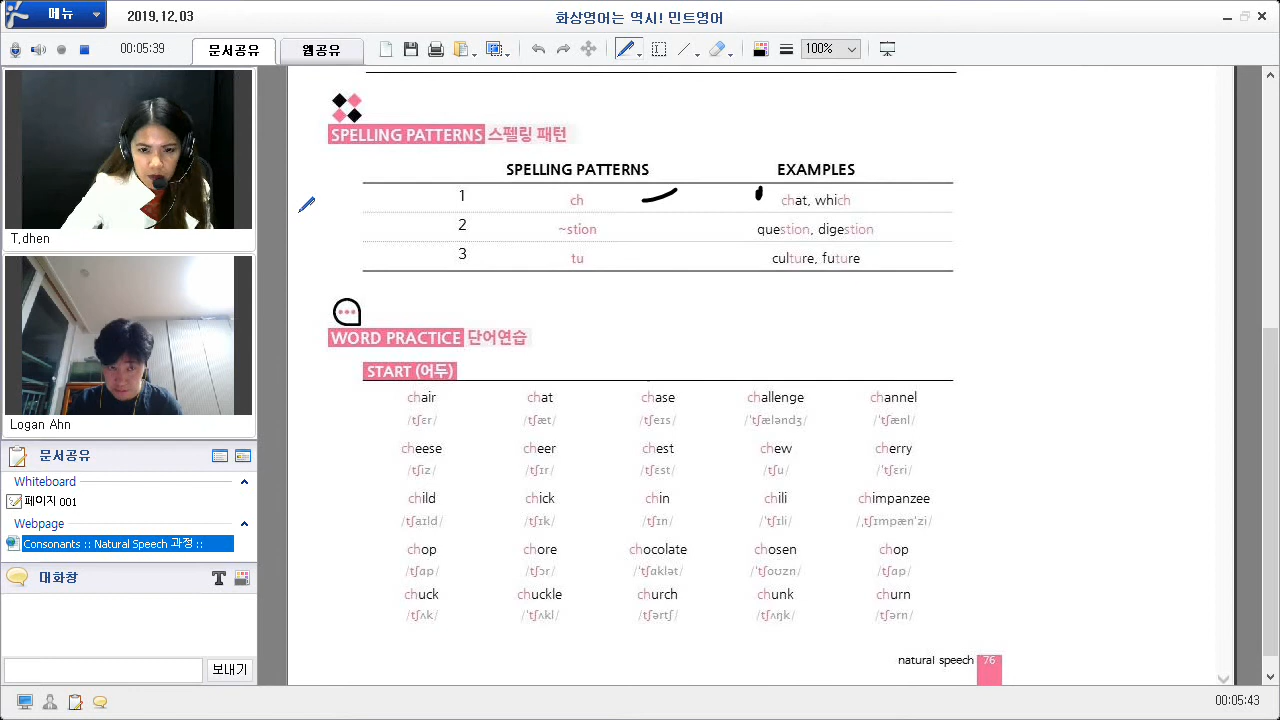 메뉴 2019.12.03 화상영어는 역시! 민트영어
00:05:39 문서공유 웹공유 100%
T.dhen
Logan Ahn
문서공유
Whiteboard
페이지 001
Webpage
Consonants :: Natural Speech 과정 ::
대화창
보내기
SPELLING PATTERNS 스펠링 패턴
SPELLING PATTERNS EXAMPLES
1 ch chat, which
2 ~stion question, digestion
3 tu culture, future
WORD PRACTICE 단어연습
START (어두)
chair chat chase challenge channel
/tʃɛr/ /tʃæt/ /tʃeɪs/ /ˈtʃæləndʒ/ /ˈtʃænl/
cheese cheer chest chew cherry
/tʃiz/ /tʃɪr/ /tʃɛst/ /tʃu/ /ˈtʃɛri/
child chick chin chili chimpanzee
/tʃaɪld/ /tʃɪk/ /tʃɪn/ /ˈtʃɪli/ /ˌtʃɪmpænˈzi/
chop chore chocolate chosen chop
/tʃɑp/ /tʃɔr/ /ˈtʃɑklət/ /ˈtʃoʊzn/ /tʃɑp/
chuck chuckle church chunk churn
/tʃʌk/ /ˈtʃʌkl/ /tʃərtʃ/ /tʃʌŋk/ /tʃərn/
natural speech 76
00:05:43